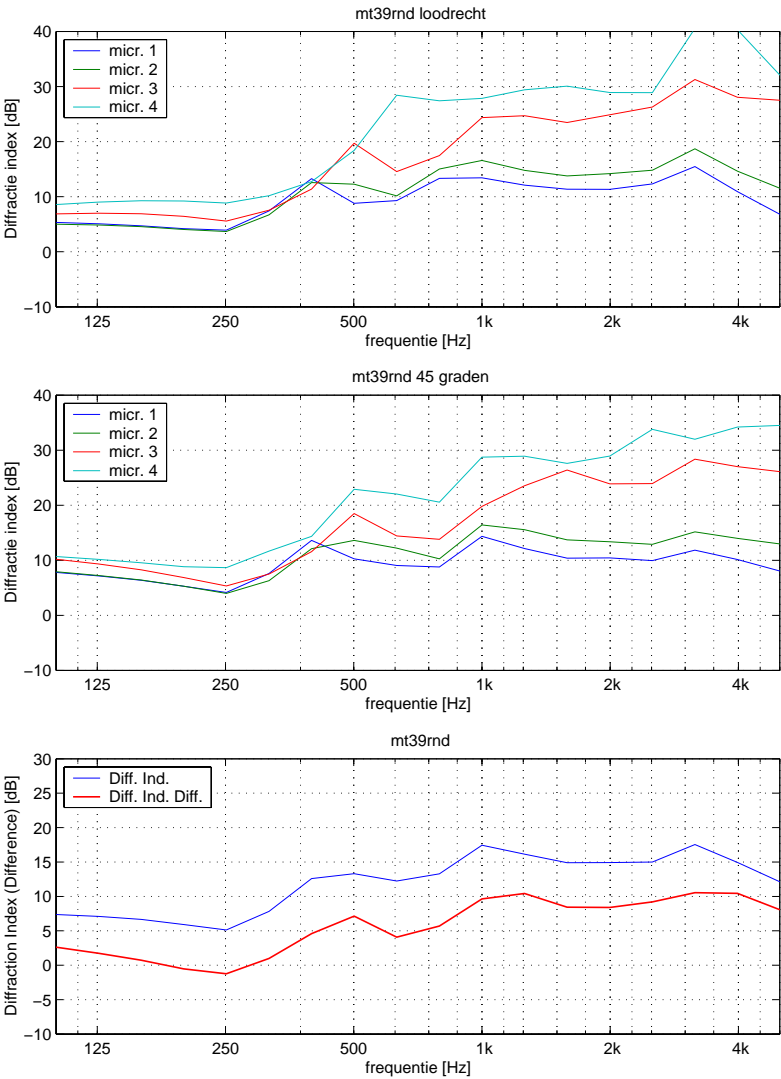 mt39rnd loodrecht
Diffractie index [dB]
40
30
20
10
0
−10
micr. 1
micr. 2
micr. 3
micr. 4
125 250 500 1k 2k 4k
frequentie [Hz]
mt39rnd 45 graden
Diffractie index [dB]
40
30
20
10
0
−10
micr. 1
micr. 2
micr. 3
micr. 4
125 250 500 1k 2k 4k
frequentie [Hz]
mt39rnd
Diffraction Index (Difference) [dB]
30
25
20
15
10
5
0
−5
−10
Diff. Ind.
Diff. Ind. Diff.
125 250 500 1k 2k 4k
frequentie [Hz]